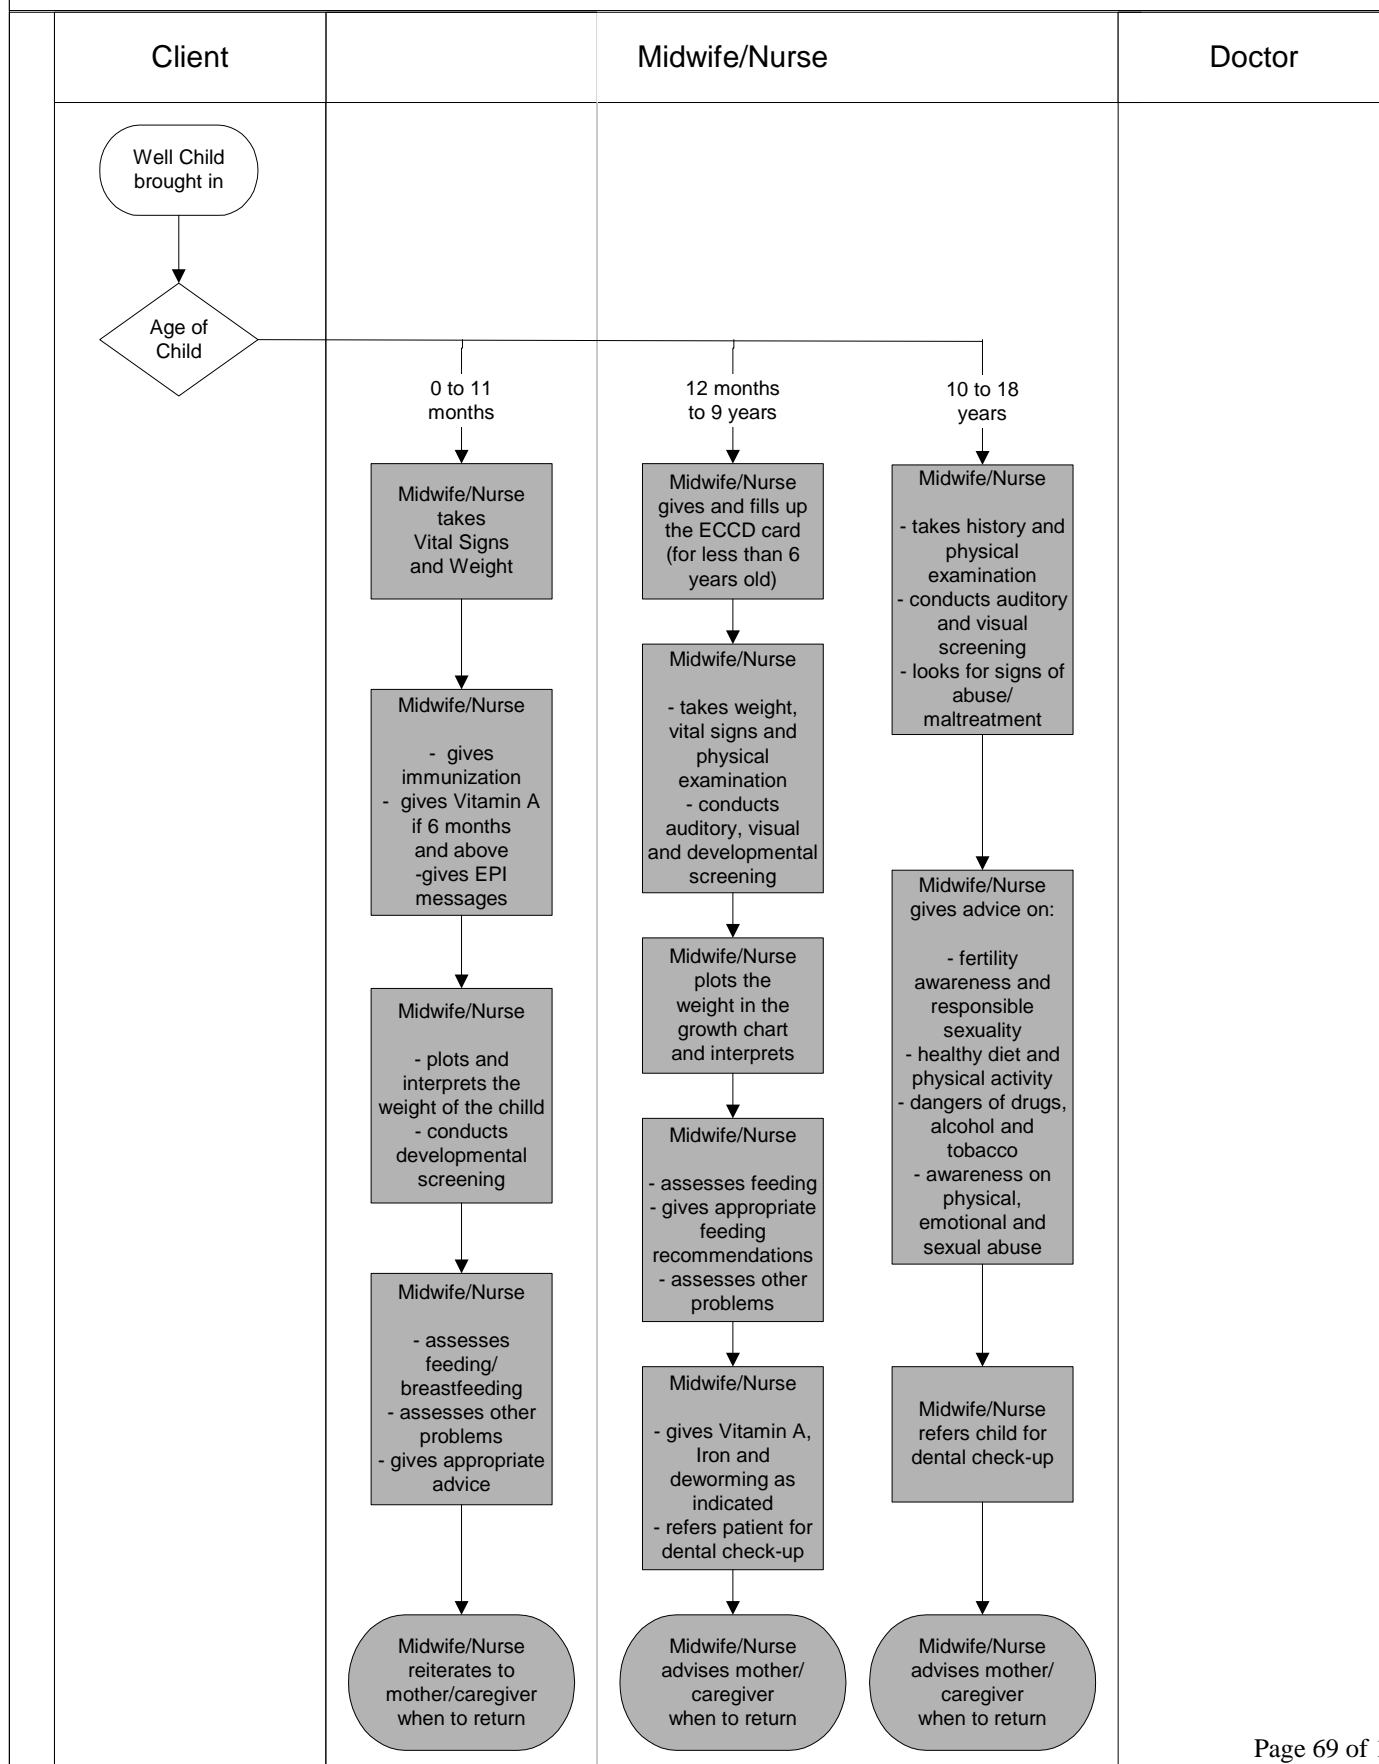 Client
Midwife/Nurse
Doctor
Well Child
brought in
Age of
Child
0 to 11
months
12 months
to 9 years
10 to 18
years
Midwife/Nurse
takes
Vital Signs
and Weight
Midwife/Nurse
- gives
immunization
- gives Vitamin A
if 6 months
and above
-gives EPI
messages
Midwife/Nurse
- plots and
interprets the
weight of the chilld
- conducts
developmental
screening
Midwife/Nurse
- assesses
feeding/
breastfeeding
- assesses other
problems
- gives appropriate
advice
Midwife/Nurse
reiterates to
mother/caregiver
when to return
Midwife/Nurse
gives and fills up
the ECCD card
(for less than 6
years old)
Midwife/Nurse
- takes weight,
vital signs and
physical
examination
- conducts
auditory, visual
and developmental
screening
Midwife/Nurse
plots the
weight in the
growth chart
and interprets
Midwife/Nurse
- assesses feeding
- gives appropriate
feeding
recommendations
- assesses other
problems
Midwife/Nurse
- gives Vitamin A,
Iron and
deworming as
indicated
- refers patient for
dental check-up
Midwife/Nurse
advises mother/
caregiver
when to return
Midwife/Nurse
- takes history and
physical
examination
- conducts auditory
and visual
screening
- looks for signs of
abuse/
maltreatment
Midwife/Nurse
gives advice on:
- fertility
awareness and
responsible
sexuality
- healthy diet and
physical activity
- dangers of drugs,
alcohol and
tobacco
- awareness on
physical,
emotional and
sexual abuse
Midwife/Nurse
refers child for
dental check-up
Midwife/Nurse
advises mother/
caregiver
when to return
Page 69 of